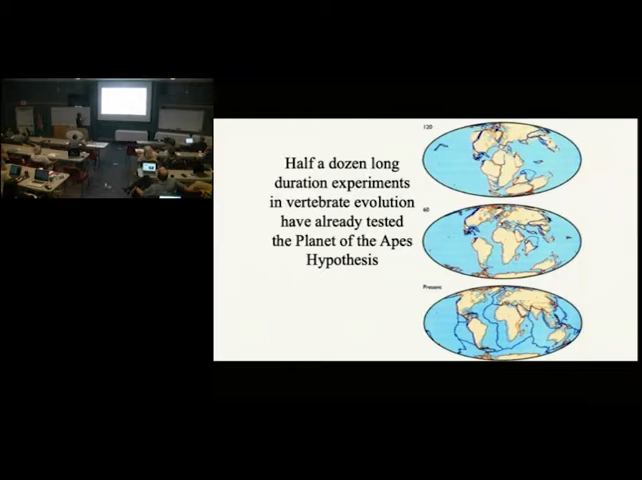 Half a dozen long
duration experiments
in vertebrate evolution
have already tested
the Planet of the Apes
Hypothesis
120
60
Present